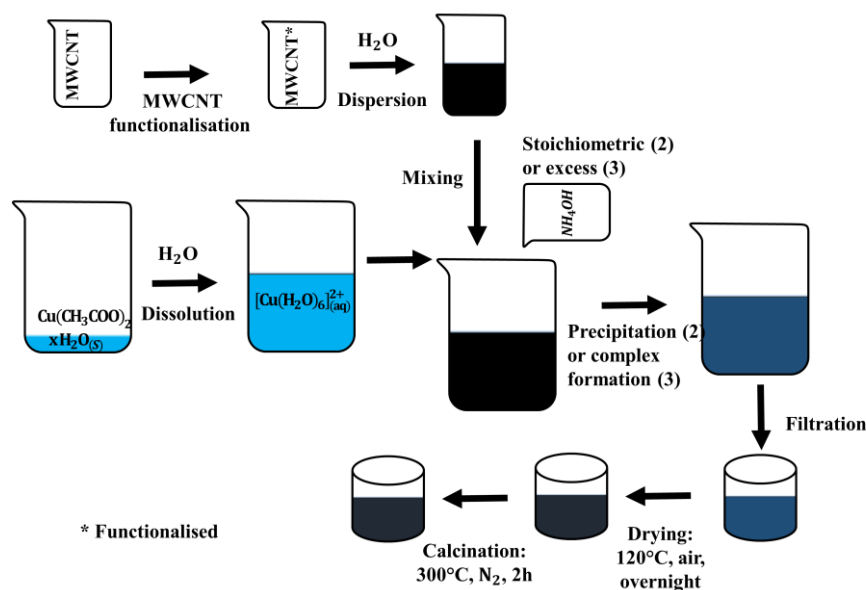 MWCNT
MWCNT
functionalisation
MWCNT*
H₂O
Dispersion
Mixing
Stoichiometric (2)
or excess (3)
NH₄OH
Cu(CH₃COO)₂
xH₂O₍S₎
H₂O
Dissolution
[Cu(H₂O)₆]²⁺₍aq₎
Precipitation (2)
or complex
formation (3)
Filtration
Drying:
120°C, air,
overnight
Calcination:
300°C, N₂, 2h
* Functionalised